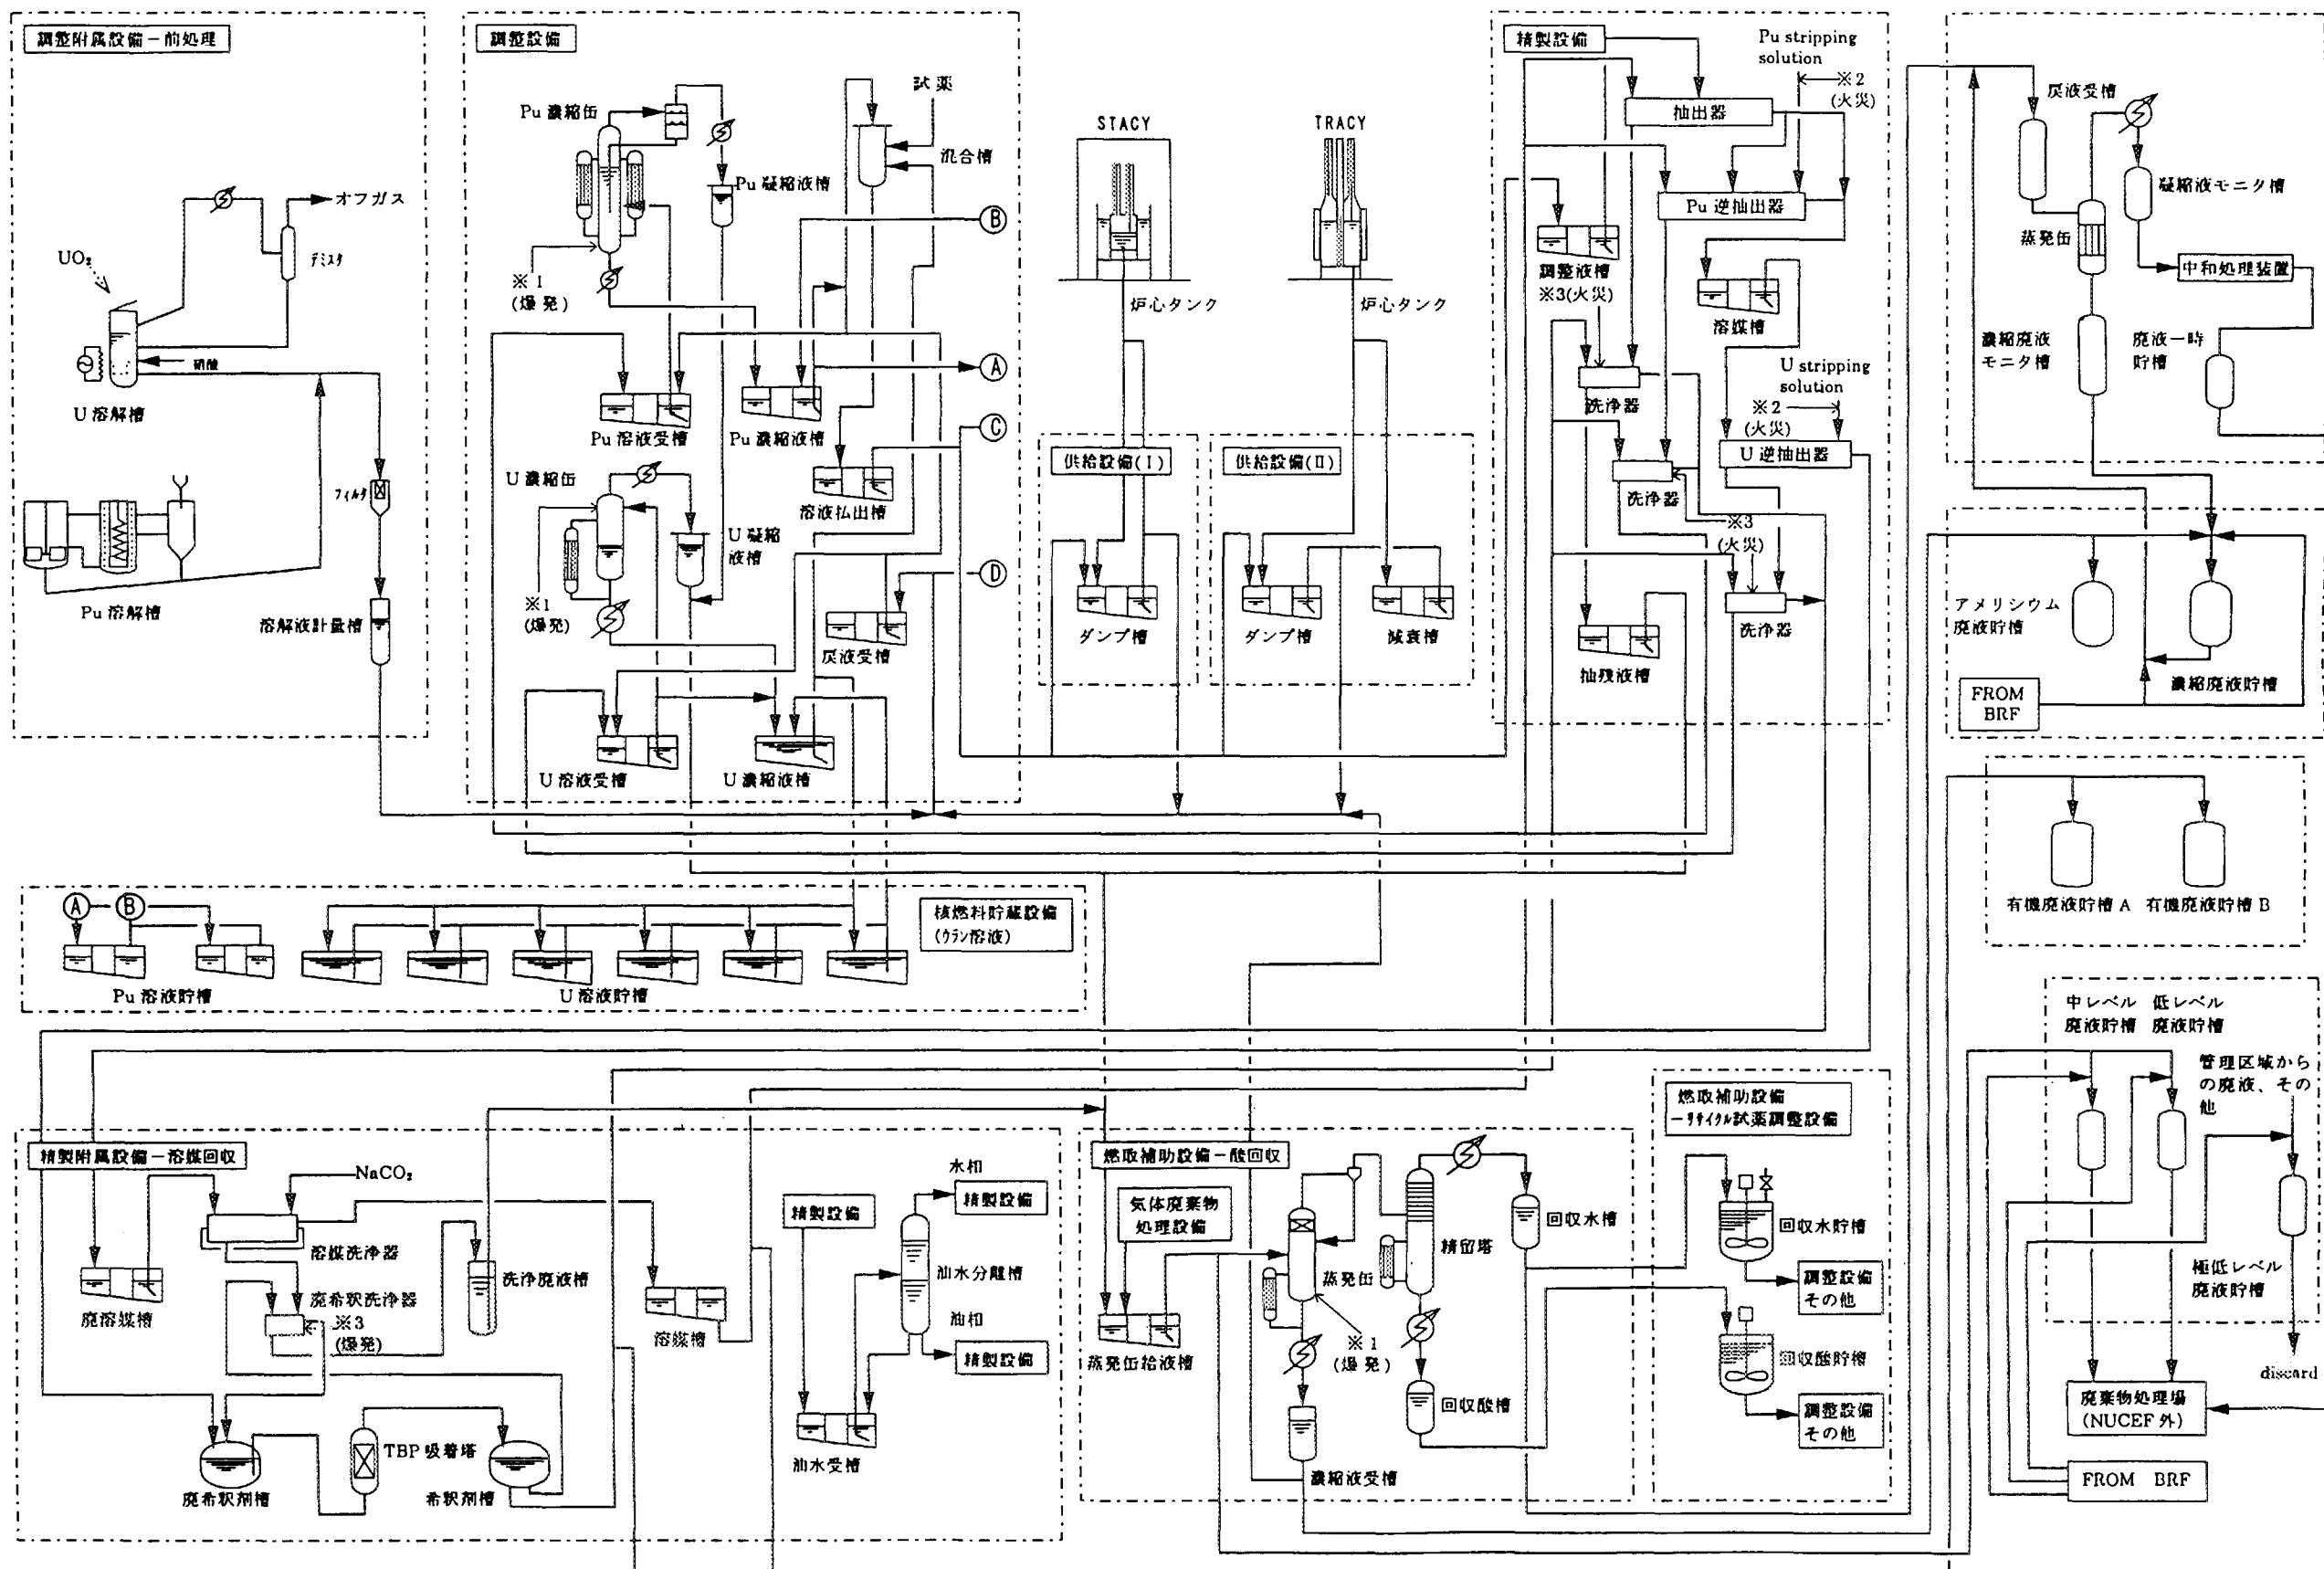 調整附属設備－前処理
オフガス
UO₂
デミスタ
硝酸
U 溶解槽
フィルタ
Pu 溶解槽
溶解液計量槽
調整設備
試薬
Pu 濃縮缶
混合槽
Pu 凝縮液槽
B
※1
(爆発)
A
Pu 溶液受槽
Pu 濃縮液槽
C
U 濃縮缶
溶液払出槽
U 凝縮
液槽
D
※1
(爆発)
戻液受槽
U 溶液受槽
U 濃縮液槽
STACY
TRACY
炉心タンク
炉心タンク
供給設備(Ⅰ)
供給設備(Ⅱ)
ダンプ槽
ダンプ槽
減衰槽
精製設備
Pu stripping
solution
※2
(火災)
抽出器
Pu 逆抽出器
調整液槽
※3(火災)
溶媒槽
U stripping
solution
洗浄器
※2
(火災)
U 逆抽出器
洗浄器
※3
(火災)
洗浄器
抽残液槽
戻液受槽
凝縮液モニタ槽
蒸発缶
中和処理装置
濃縮廃液
モニタ槽
廃液一時
貯槽
アメリシウム
廃液貯槽
濃縮廃液貯槽
FROM
BRF
有機廃液貯槽 A 有機廃液貯槽 B
A
B
核燃料貯蔵設備
(ウラン溶液)
Pu 溶液貯槽
U 溶液貯槽
中レベル 低レベル
廃液貯槽 廃液貯槽
管理区域から
の廃液、その
他
極低レベル
廃液貯槽
discard
廃棄物処理場
(NUCEF 外)
FROM BRF
精製附属設備－溶媒回収
NaCO₂
溶媒洗浄器
廃溶媒槽
廃希釈洗浄器
※3
(爆発)
洗浄廃液槽
溶媒槽
水相
精製設備
精製設備
油水分離槽
油相
精製設備
TBP 吸着塔
廃希釈剤槽
希釈剤槽
油水受槽
燃取補助設備－酸回収
気体廃棄物
処理設備
蒸発缶
精留塔
回収水槽
※1
(爆発)
蒸発缶給液槽
回収酸槽
濃縮液受槽
燃取補助設備
－リサイクル試薬調整設備
回収水貯槽
調整設備
その他
回収酸貯槽
調整設備
その他